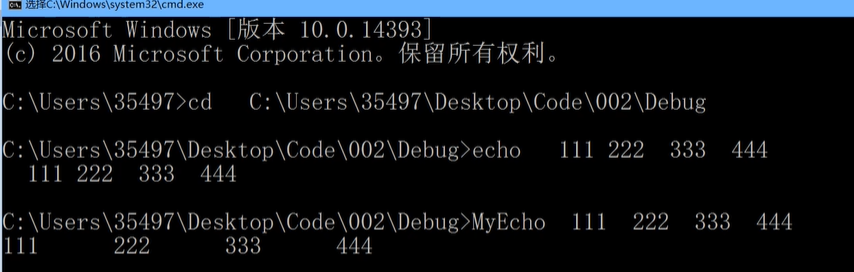 选择C:\Windows\system32\cmd.exe
Microsoft Windows [版本 10.0.14393]
(c) 2016 Microsoft Corporation。保留所有权利。
C:\Users\35497>cd   C:\Users\35497\Desktop\Code\002\Debug
C:\Users\35497\Desktop\Code\002\Debug>echo   111 222  333  444
  111 222  333  444
C:\Users\35497\Desktop\Code\002\Debug>MyEcho  111  222  333  444
111      222      333      444